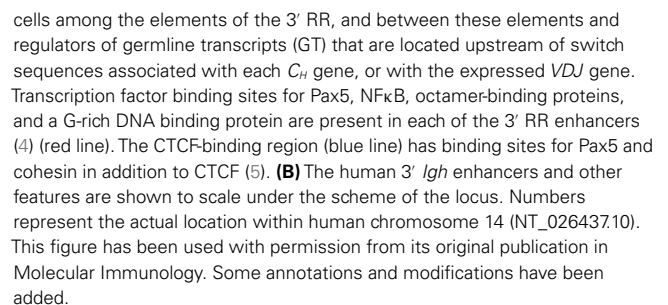 cells among the elements of the 3′ RR, and between these elements and
regulators of germline transcripts (GT) that are located upstream of switch
sequences associated with each CH gene, or with the expressed VDJ gene.
Transcription factor binding sites for Pax5, NFκB, octamer-binding proteins,
and a G-rich DNA binding protein are present in each of the 3′ RR enhancers
(4) (red line). The CTCF-binding region (blue line) has binding sites for Pax5 and
cohesin in addition to CTCF (5). (B) The human 3′ Igh enhancers and other
features are shown to scale under the scheme of the locus. Numbers
represent the actual location within human chromosome 14 (NT_026437.10).
This figure has been used with permission from its original publication in
Molecular Immunology. Some annotations and modifications have been
added.